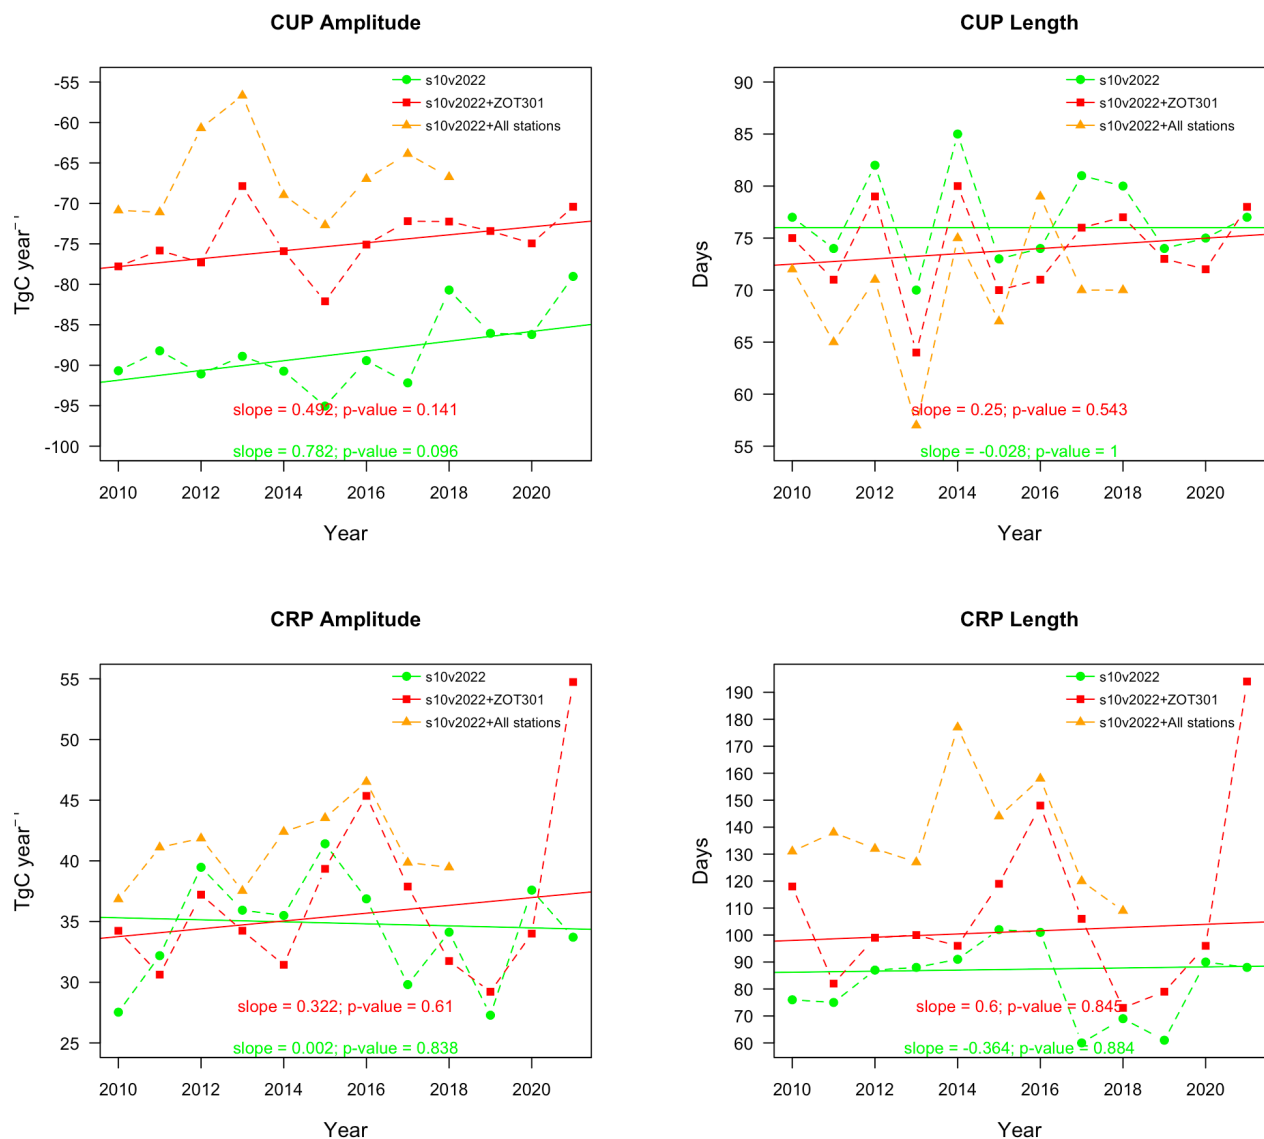 CUP Amplitude
s10v2022
s10v2022+ZOT301
s10v2022+All stations
-55
-60
-65
-70
-75
-80
-85
-90
-95
-100
TgC year⁻¹
slope = 0.492; p-value = 0.141
slope = 0.782; p-value = 0.096
2010 2012 2014 2016 2018 2020
Year
CUP Length
s10v2022
s10v2022+ZOT301
s10v2022+All stations
90
85
80
75
70
65
60
55
Days
slope = 0.25; p-value = 0.543
slope = -0.028; p-value = 1
2010 2012 2014 2016 2018 2020
Year
CRP Amplitude
s10v2022
s10v2022+ZOT301
s10v2022+All stations
55
50
45
40
35
30
25
TgC year⁻¹
slope = 0.322; p-value = 0.61
slope = 0.002; p-value = 0.838
2010 2012 2014 2016 2018 2020
Year
CRP Length
s10v2022
s10v2022+ZOT301
s10v2022+All stations
190
180
170
160
150
140
130
120
110
100
90
80
70
60
Days
slope = 0.6; p-value = 0.845
slope = -0.364; p-value = 0.884
2010 2012 2014 2016 2018 2020
Year